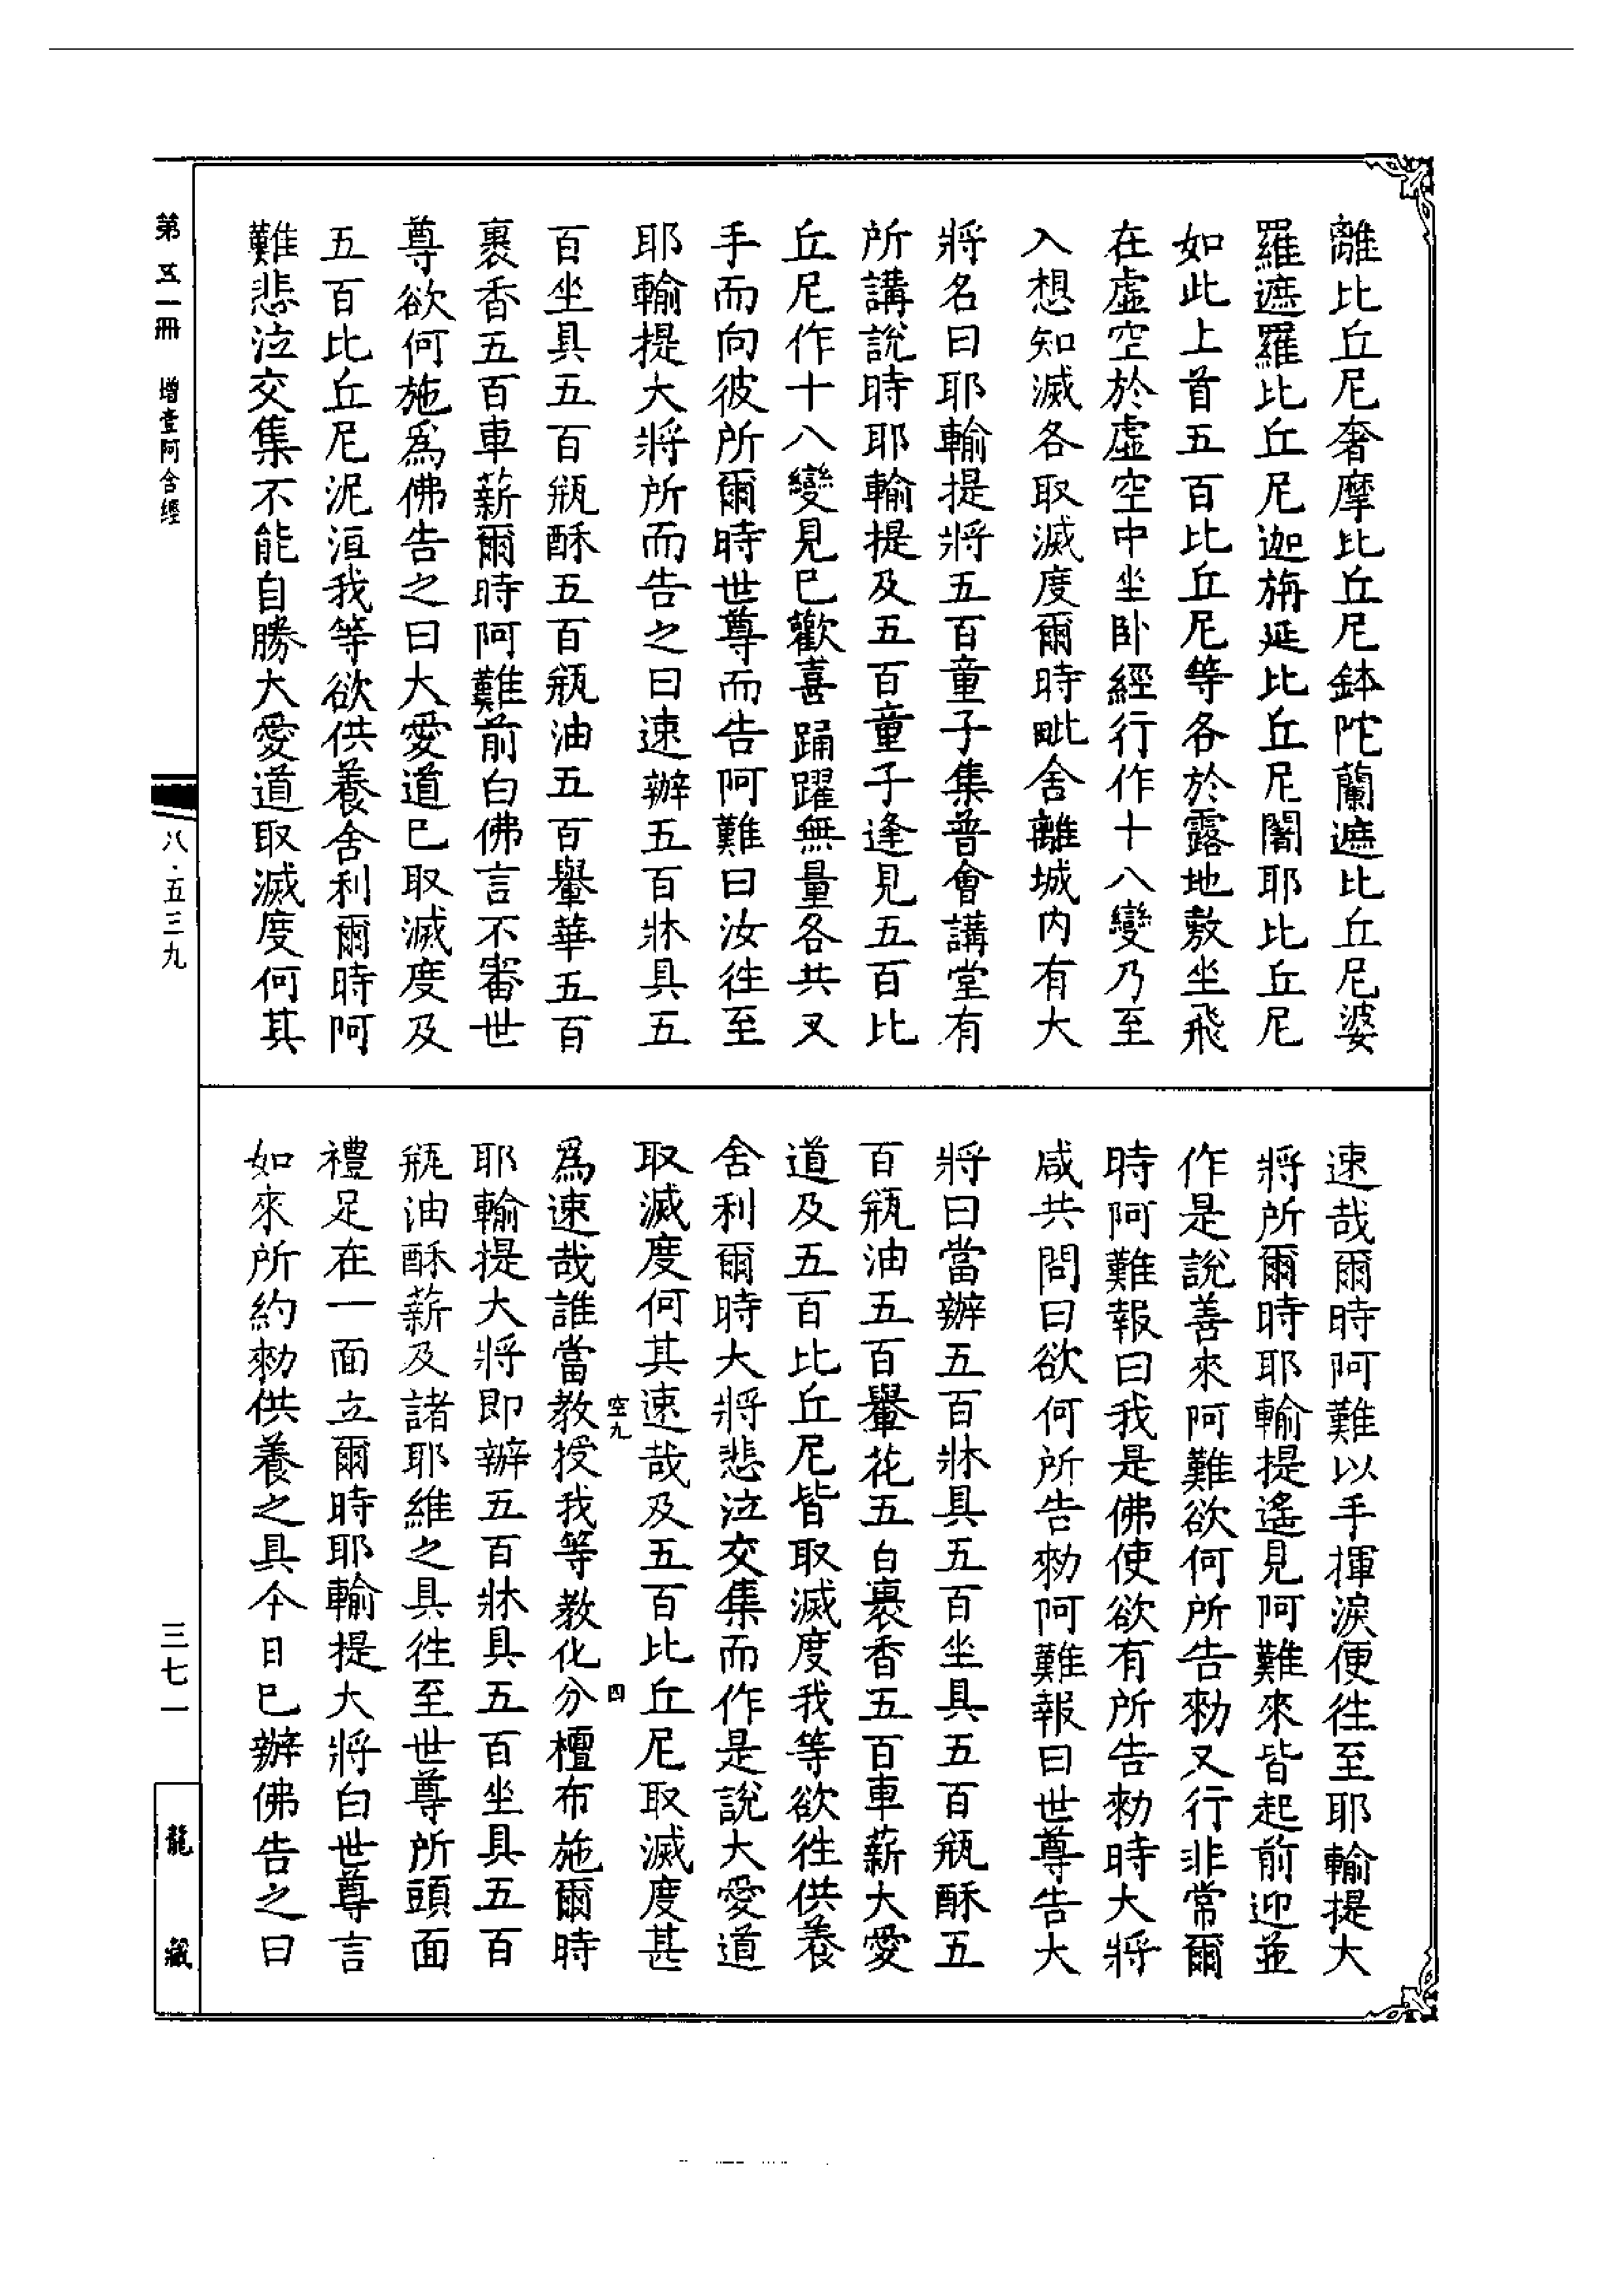 離比丘尼奢摩比丘尼鉢陀蘭遮比丘尼婆
羅遮羅比丘尼迦旃延比丘尼闍耶比丘尼
如此上首五百比丘尼等各於露地敷坐飛
在虛空於虛空中坐卧經行作十八變乃至
入想知滅各取滅度爾時毗舍離城內有大
將名曰耶輸提將五百童子集普會講堂有
所講說時耶輸提及五百童子逢見五百比
丘尼作十八變見已歡喜踊躍無量各共叉
手而向彼所爾時世尊而告阿難曰汝往至
耶輸提大將所而告之曰速辦五百牀具五
百坐具五百瓶酥五百瓶油五百轝華五百
裹香五百車薪爾時阿難前白佛言不審世
尊欲何施爲佛告之曰大愛道已取滅度及
五百比丘尼泥洹我等欲供養舍利爾時阿
難悲泣交集不能自勝大愛道取滅度何其
速哉爾時阿難以手揮淚便往至耶輸提大
將所爾時耶輸提遙見阿難來皆起前迎並
作是說善來阿難欲何所告勑又行非常爾
時阿難報曰我是佛使欲有所告勑時大將
咸共問曰欲何所告勑阿難報曰世尊告大
將曰當辦五百牀具五百坐具五百瓶酥五
百瓶油五百轝花五百裹香五百車薪大愛
道及五百比丘尼皆取滅度我等欲往供養
舍利爾時大將悲泣交集而作是說大愛道
取滅度何其速哉及五百比丘尼取滅度甚
空九 四
爲速哉誰當教授我等教化分檀布施爾時
耶輸提大將即辦五百牀具五百坐具五百
瓶油酥薪及諸耶維之具往至世尊所頭面
禮足在一面立爾時耶輸提大將白世尊言
如來所約勑供養之具今日已辦佛告之曰
第五一冊 增壹阿含經
八·五三九
三七一
龍藏